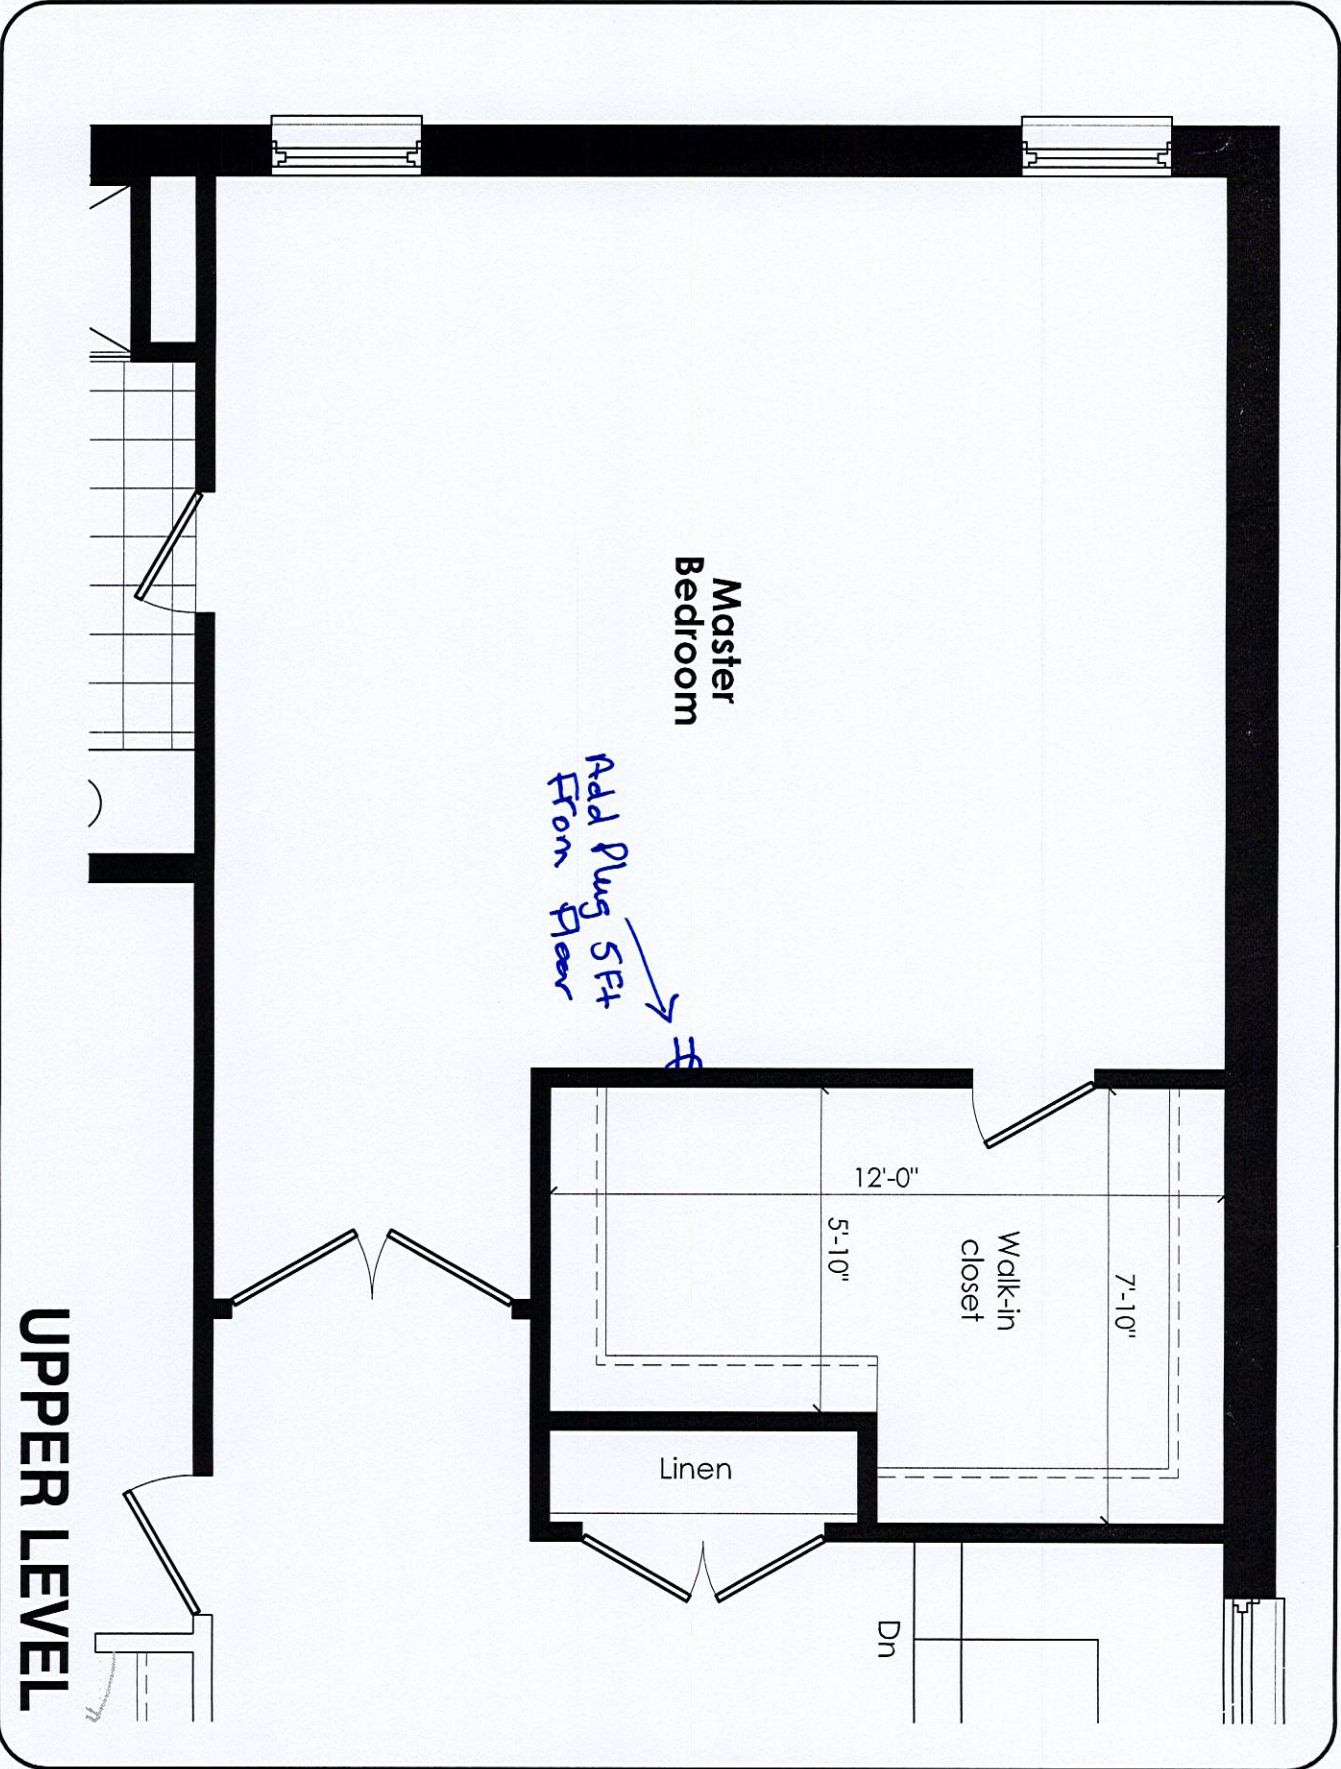 Master
Bedroom
Add Plug 5Ft
From Floor
12'-0"
5'-10"
7'-10"
Walk-in
closet
Linen
Dn
UPPER LEVEL